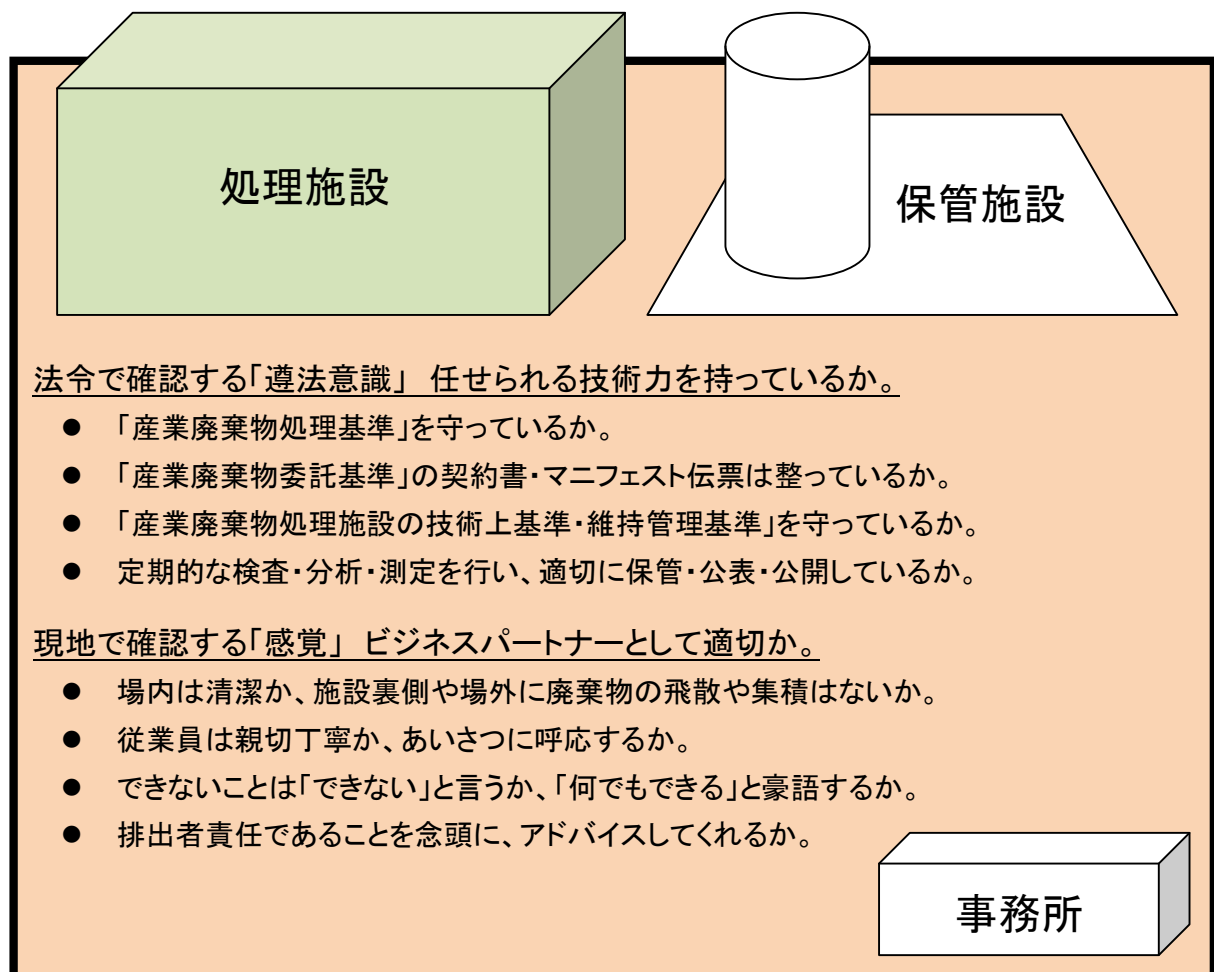 処理施設
保管施設
法令で確認する「遵法意識」 任せられる技術力を持っているか。
● 「産業廃棄物処理基準」を守っているか。
● 「産業廃棄物委託基準」の契約書・マニフェスト伝票は整っているか。
● 「産業廃棄物処理施設の技術上基準・維持管理基準」を守っているか。
● 定期的な検査・分析・測定を行い、適切に保管・公表・公開しているか。
現地で確認する「感覚」 ビジネスパートナーとして適切か。
● 場内は清潔か、施設裏側や場外に廃棄物の飛散や集積はないか。
● 従業員は親切丁寧か、あいさつに呼応するか。
● できないことは「できない」と言うか、「何でもできる」と豪語するか。
● 排出者責任であることを念頭に、アドバイスしてくれるか。
事務所